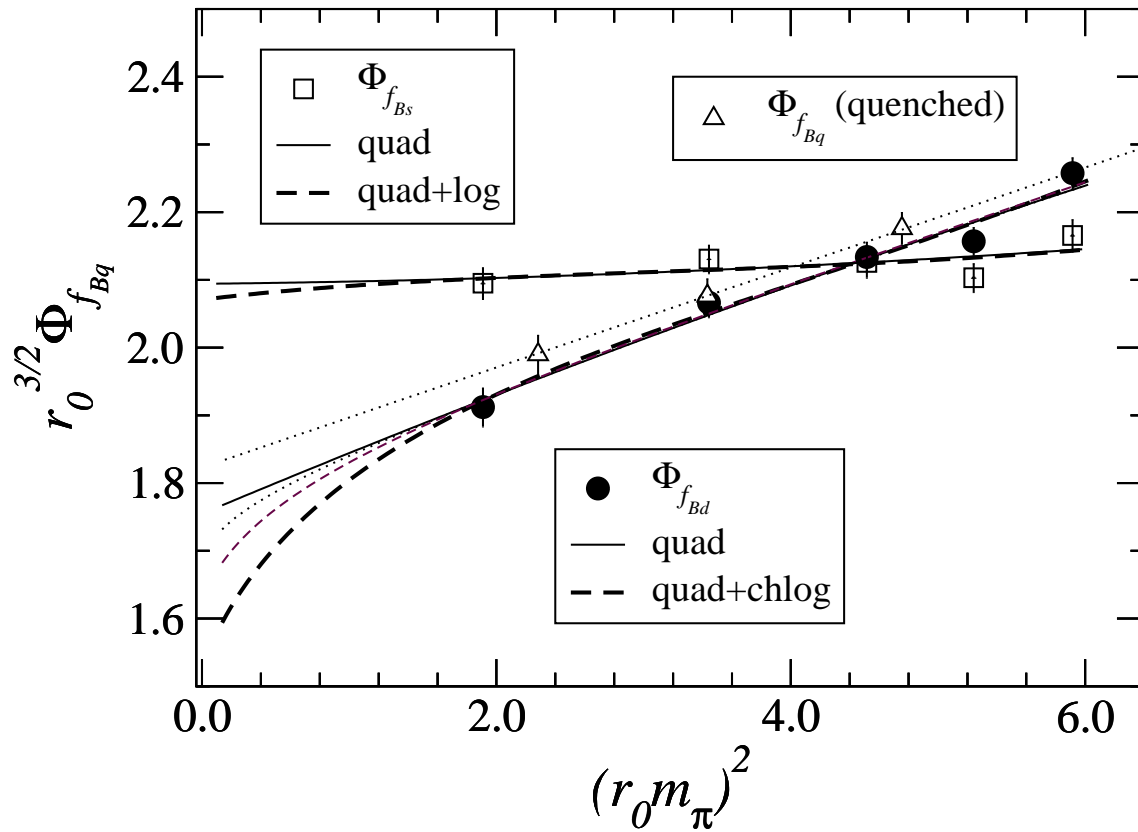 2.4
2.2
2.0
1.8
1.6
r_0^{3/2} Φ_{f_{Bq}}
Φ_{f_{Bs}}
quad
quad+log
Φ_{f_{Bq}} (quenched)
Φ_{f_{Bd}}
quad
quad+chlog
0.0 2.0 4.0 6.0
(r_0 m_π)^2